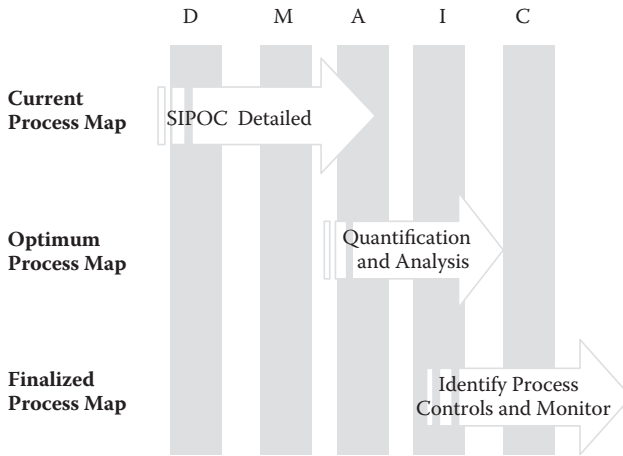 D M A I C
Current
Process Map
SIPOC Detailed
Optimum
Process Map
Quantification
and Analysis
Finalized
Process Map
Identify Process
Controls and Monitor